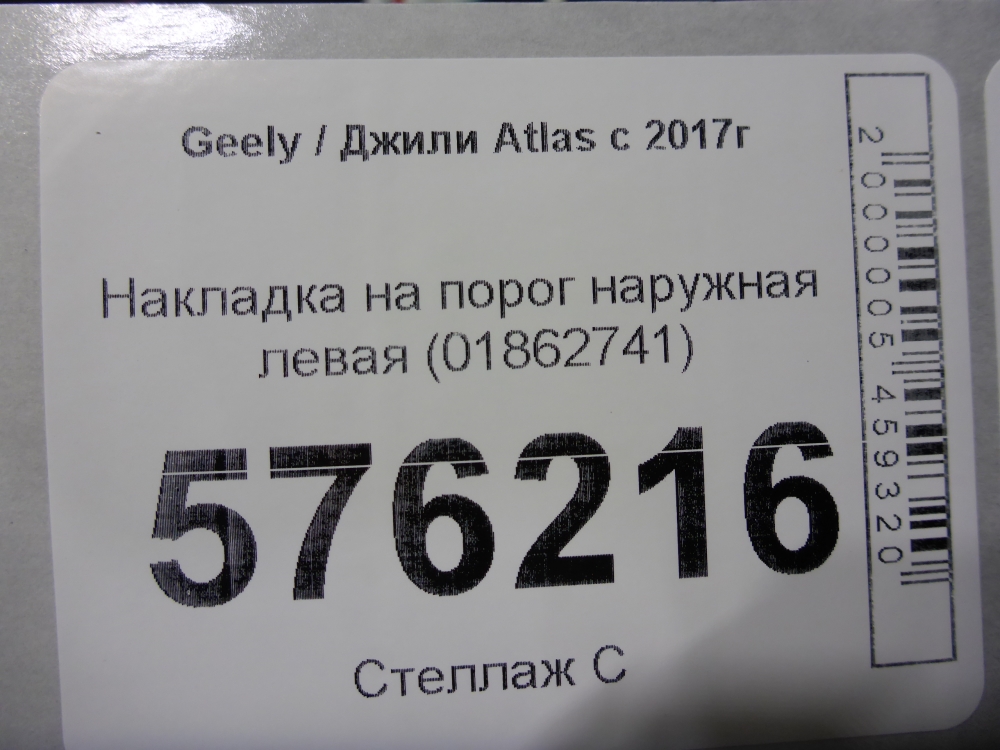 Geely / Джили Atlas с 2017г
Накладка на порог наружная
левая (01862741)
576216
Стеллаж С
2000005459320